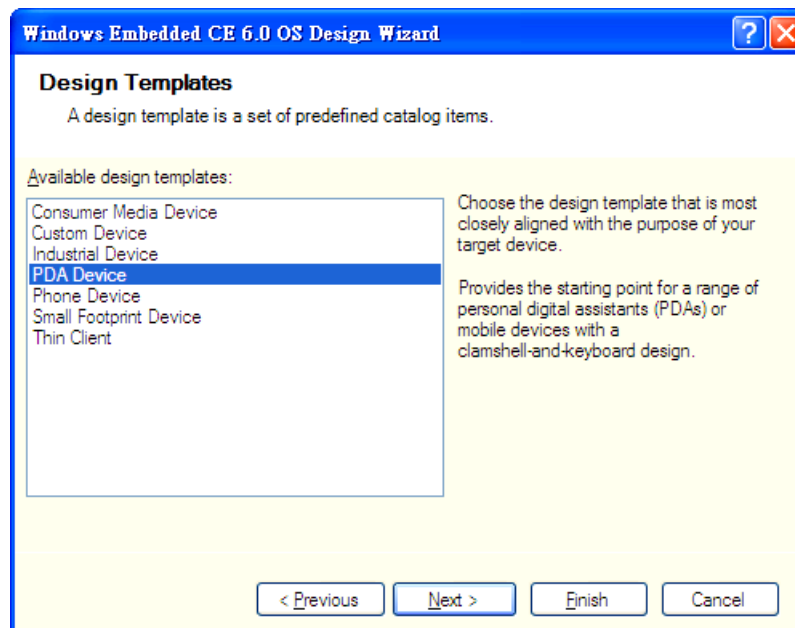 Windows Embedded CE 6.0 OS Design Wizard
Design Templates
A design template is a set of predefined catalog items.
Available design templates:
Consumer Media Device
Custom Device
Industrial Device
PDA Device
Phone Device
Small Footprint Device
Thin Client
Choose the design template that is most
closely aligned with the purpose of your
target device.
Provides the starting point for a range of
personal digital assistants (PDAs) or
mobile devices with a
clamshell-and-keyboard design.
< Previous
Next >
Finish
Cancel